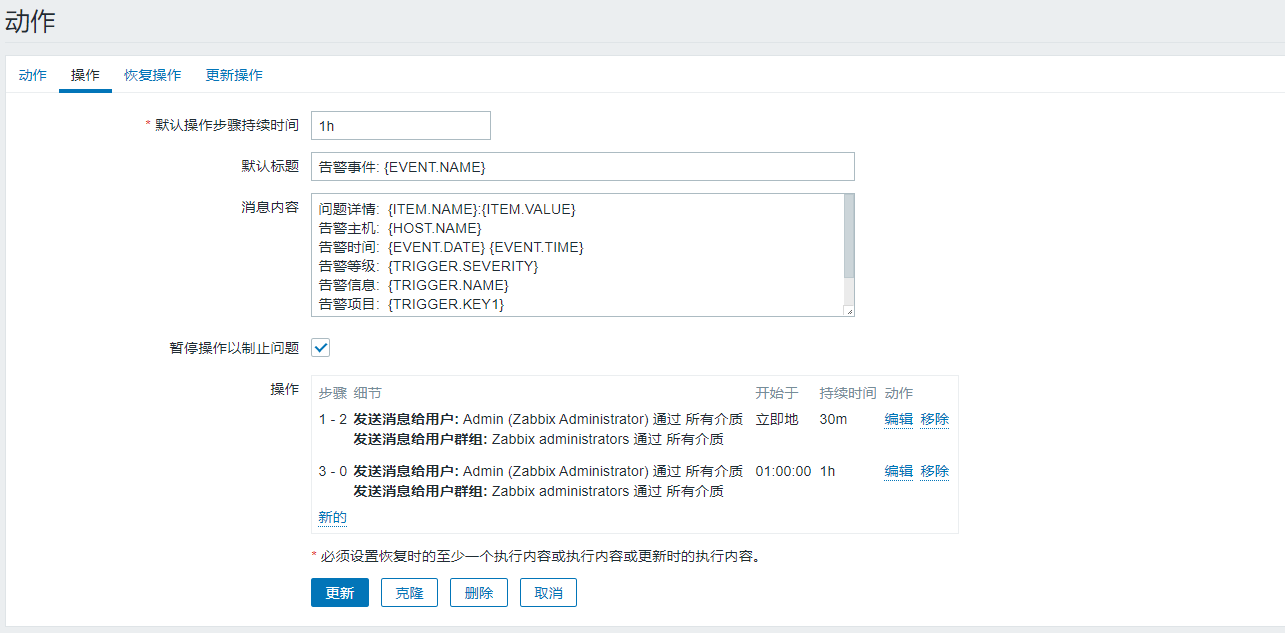 动作
动作 操作 恢复操作 更新操作
* 默认操作步骤持续时间 1h
默认标题 告警事件: {EVENT.NAME}
消息内容 问题详情: {ITEM.NAME}:{ITEM.VALUE}
告警主机: {HOST.NAME}
告警时间: {EVENT.DATE} {EVENT.TIME}
告警等级: {TRIGGER.SEVERITY}
告警信息: {TRIGGER.NAME}
告警项目: {TRIGGER.KEY1}
暂停操作以制止问题
操作 步骤 细节 开始于 持续时间 动作
1 - 2 发送消息给用户: Admin (Zabbix Administrator) 通过 所有介质 立即地 30m 编辑 移除
发送消息给用户群组: Zabbix administrators 通过 所有介质
3 - 0 发送消息给用户: Admin (Zabbix Administrator) 通过 所有介质 01:00:00 1h 编辑 移除
发送消息给用户群组: Zabbix administrators 通过 所有介质
新的
* 必须设置恢复时的至少一个执行内容或执行内容或更新时的执行内容。
更新 克隆 删除 取消